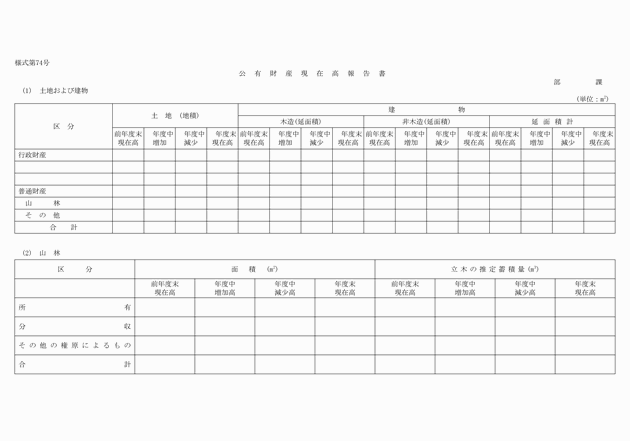 様式第74号
公有財産現在高報告書
部　　　課
(1)　土地および建物
(単位：㎡)
区　分
土　地　(地積)
建　　　　物
木造(延面積)
非木造(延面積)
延　面　積　計
前年度末現在高
年度中増加
年度中減少
年度末現在高
前年度末現在高
年度中増加
年度中減少
年度末現在高
前年度末現在高
年度中増加
年度中減少
年度末現在高
前年度末現在高
年度中増加
年度中減少
年度末現在高
行政財産
普通財産
山　　林
そ　の　他
合　　計
(2)　山　林
区　　分
面　　積　(㎡)
立木の推定蓄積量(㎥)
前年度末現在高
年度中増加高
年度中減少高
年度末現在高
前年度末現在高
年度中増加高
年度中減少高
年度末現在高
所　　有
分　　収
その他の権原によるもの
合　　計